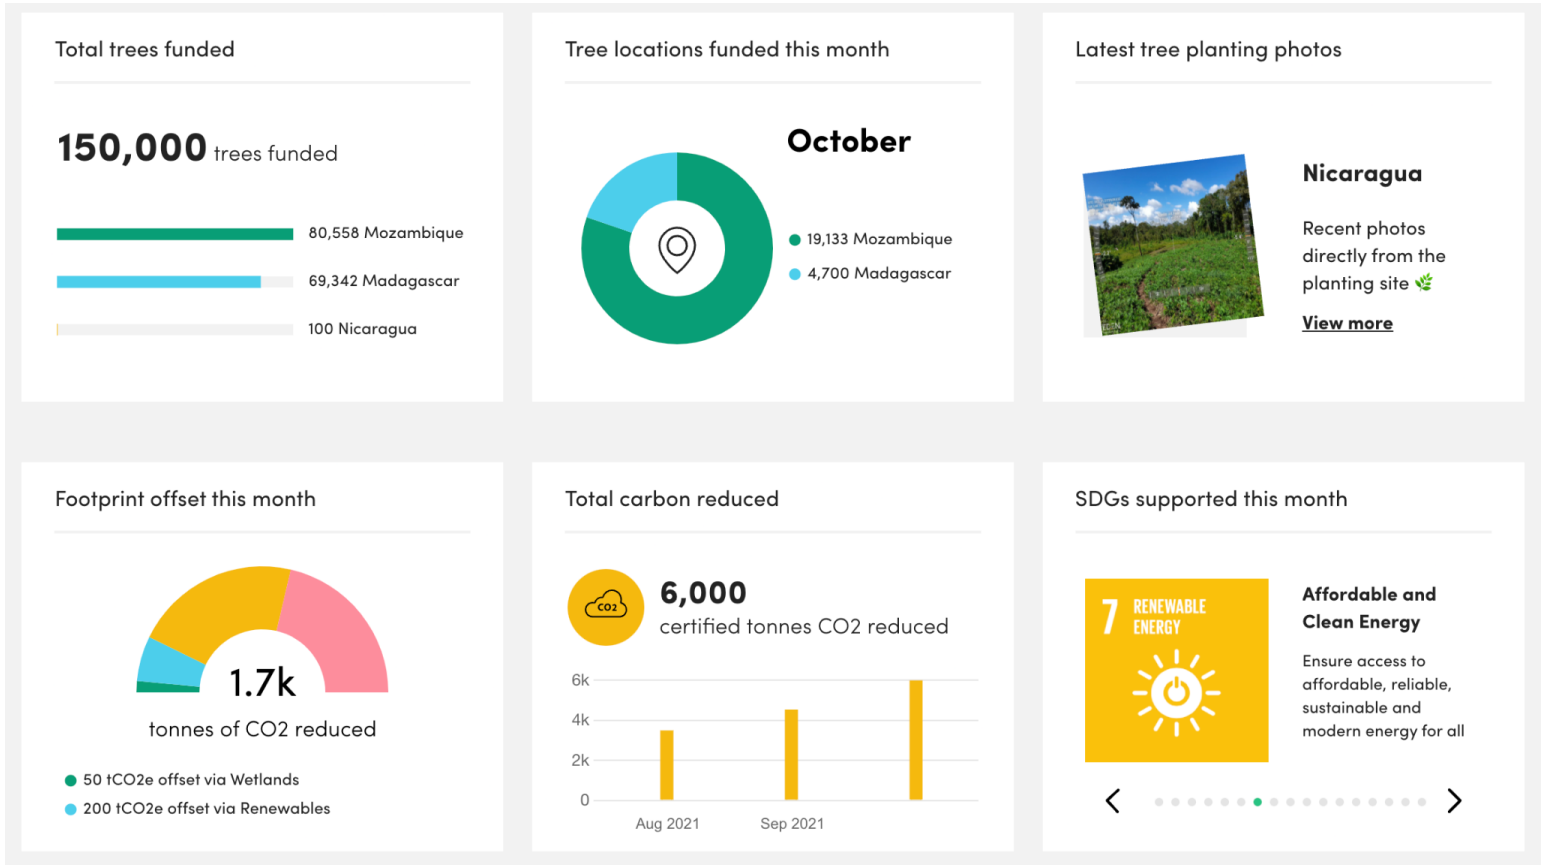 Total trees funded
150,000 trees funded
80,558 Mozambique
69,342 Madagascar
100 Nicaragua
Tree locations funded this month
October
19,133 Mozambique
4,700 Madagascar
Latest tree planting photos
Nicaragua
Recent photos
directly from the
planting site
View more
Footprint offset this month
1.7k
tonnes of CO2 reduced
50 tCO2e offset via Wetlands
200 tCO2e offset via Renewables
Total carbon reduced
CO2
6,000
certified tonnes CO2 reduced
6k
4k
2k
0
Aug 2021
Sep 2021
SDGs supported this month
7 RENEWABLE
ENERGY
Affordable and
Clean Energy
Ensure access to
affordable, reliable,
sustainable and
modern energy for all